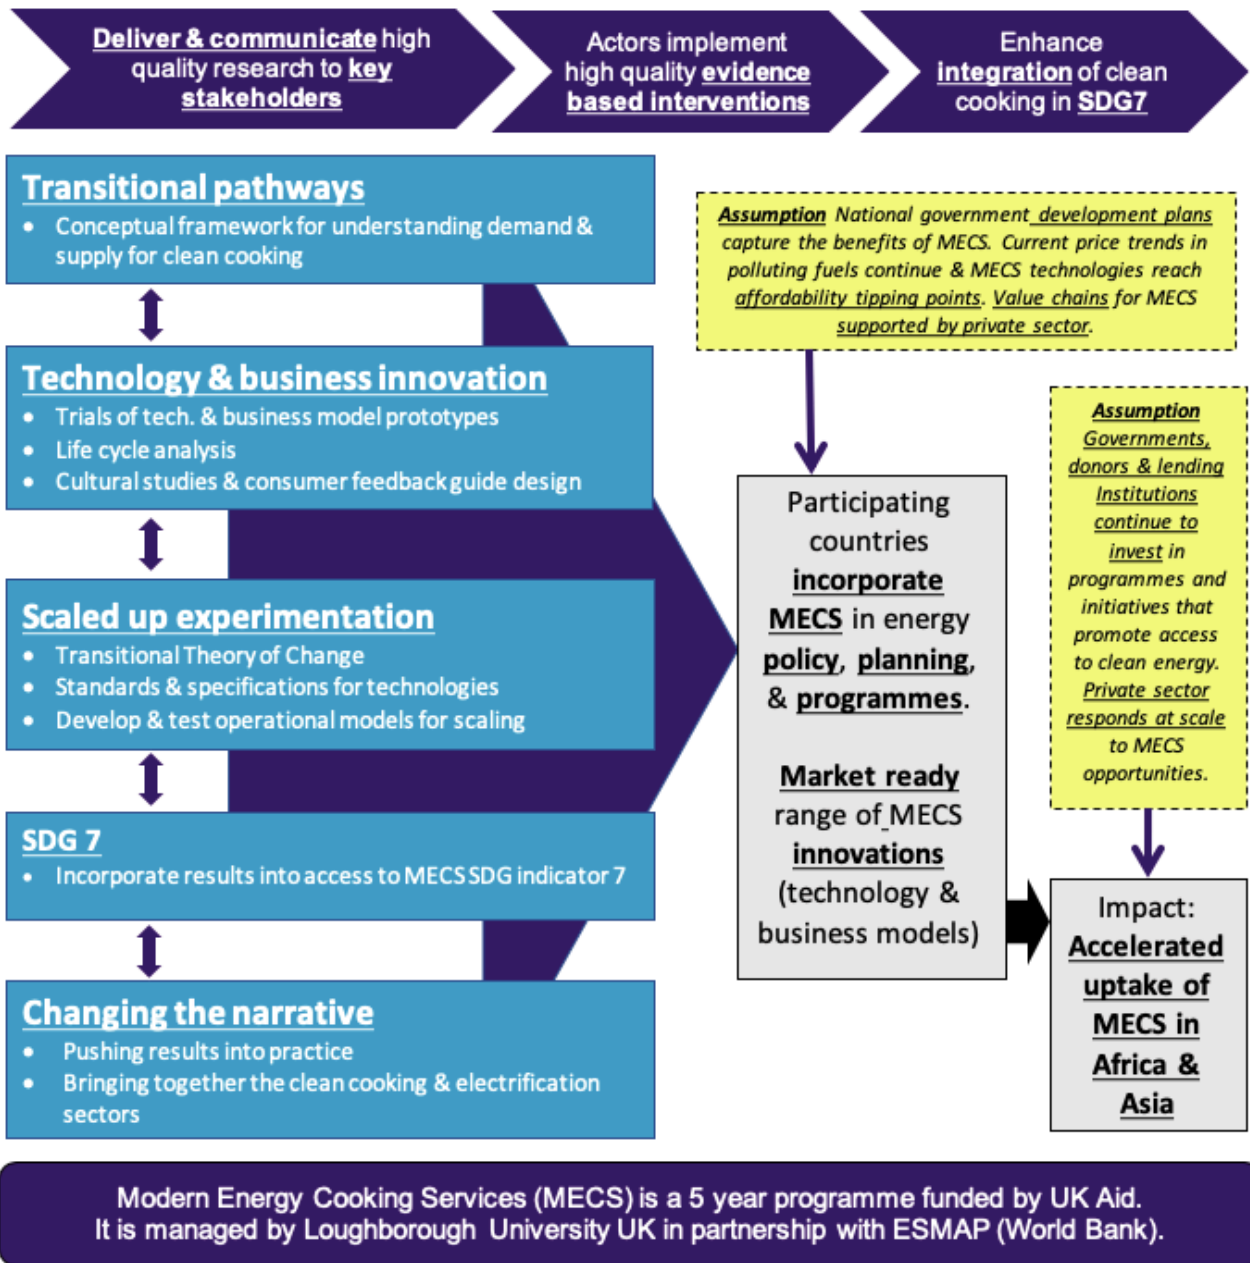 Deliver & communicate high
quality research to key
stakeholders
Actors implement
high quality evidence
based interventions
Enhance
integration of clean
cooking in SDG7
Transitional pathways
• Conceptual framework for understanding demand &
supply for clean cooking
Technology & business innovation
• Trials of tech. & business model prototypes
• Life cycle analysis
• Cultural studies & consumer feedback guide design
Scaled up experimentation
• Transitional Theory of Change
• Standards & specifications for technologies
• Develop & test operational models for scaling
SDG 7
• Incorporate results into access to MECS SDG indicator 7
Changing the narrative
• Pushing results into practice
• Bringing together the clean cooking & electrification
sectors
Assumption National government development plans
capture the benefits of MECS. Current price trends in
polluting fuels continue & MECS technologies reach
affordability tipping points. Value chains for MECS
supported by private sector.
Participating
countries
incorporate
MECS in energy
policy, planning,
& programmes.
Market ready
range of MECS
innovations
(technology &
business models)
Assumption
Governments,
donors & lending
Institutions
continue to
invest in
programmes and
initiatives that
promote access
to clean energy.
Private sector
responds at scale
to MECS
opportunities.
Impact:
Accelerated
uptake of
MECS in
Africa &
Asia
Modern Energy Cooking Services (MECS) is a 5 year programme funded by UK Aid.
It is managed by Loughborough University UK in partnership with ESMAP (World Bank).